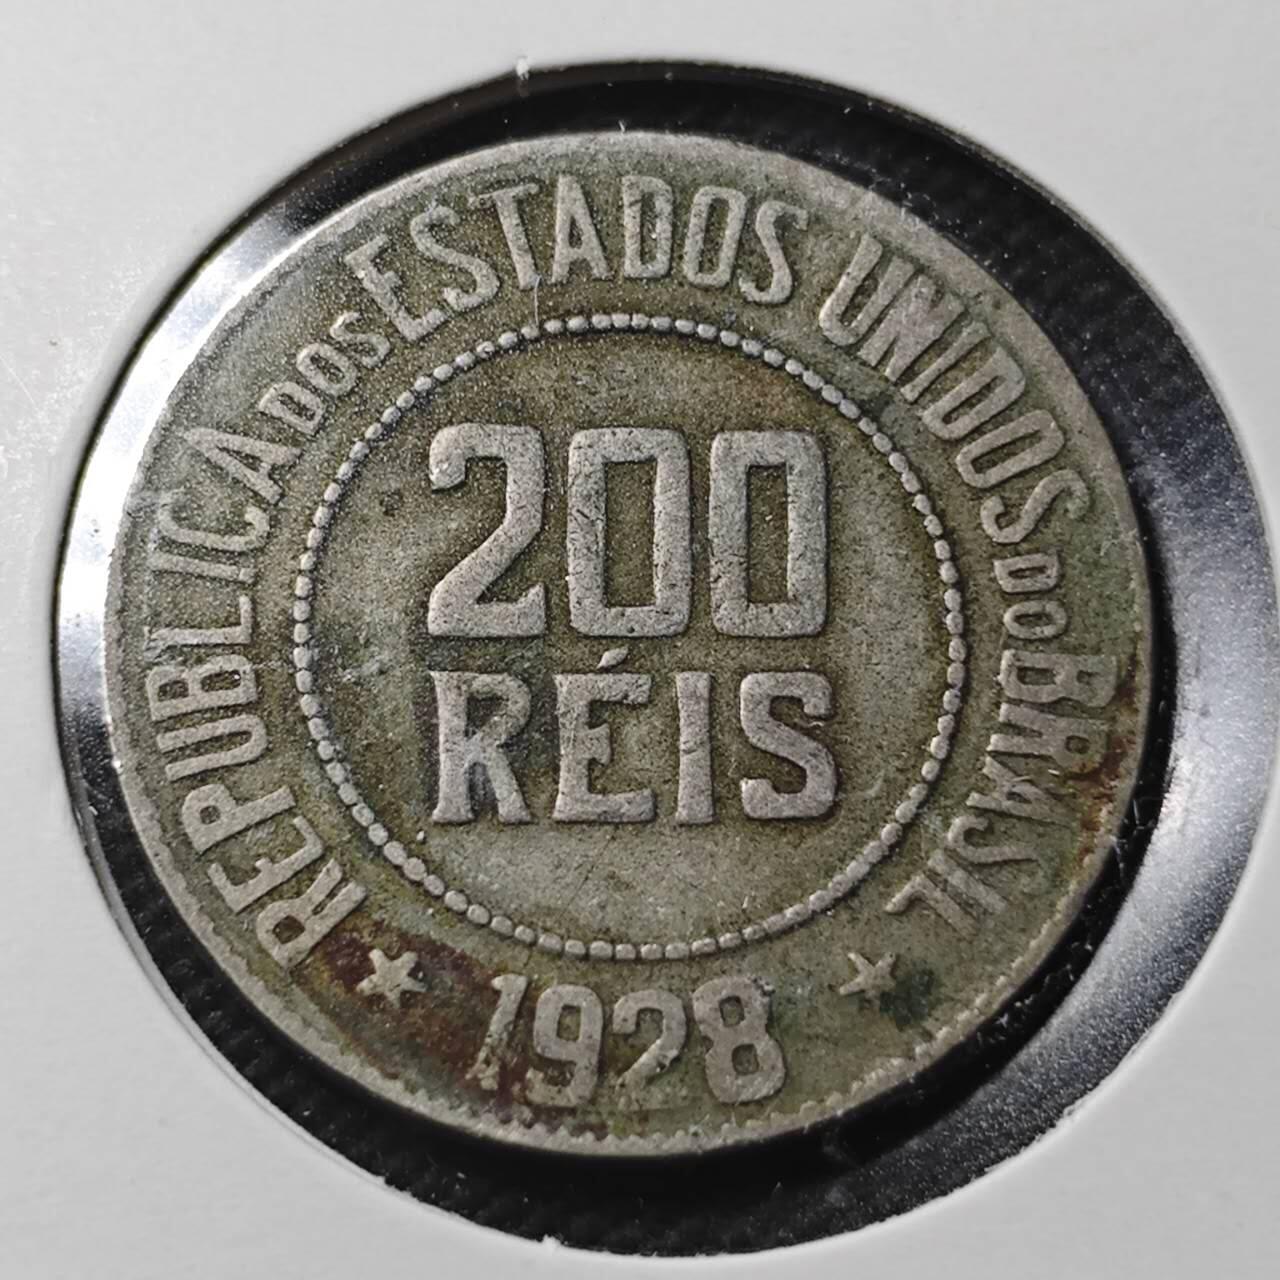 REPUBLICA DOS ESTADOS UNIDOS DO BRASIL
200
RÉIS
1928